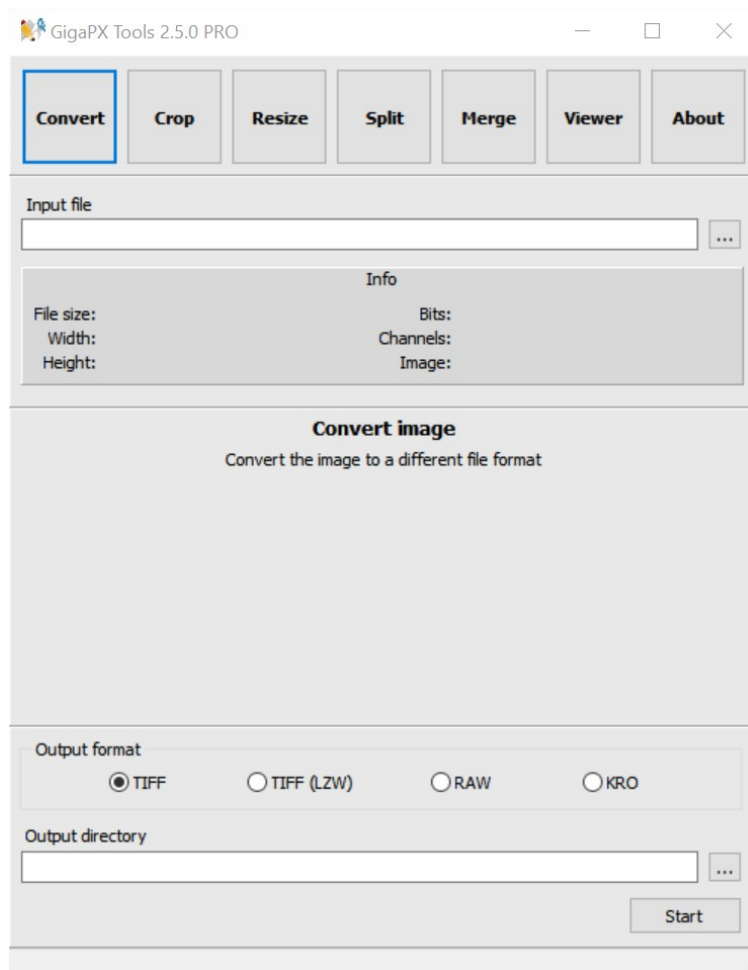 GigaPX Tools 2.5.0 PRO
Convert Crop Resize Split Merge Viewer About
Input file
...
Info
File size: Bits:
Width: Channels:
Height: Image:
Convert image
Convert the image to a different file format
Output format
TIFF TIFF (LZW) RAW KRO
Output directory
...
Start